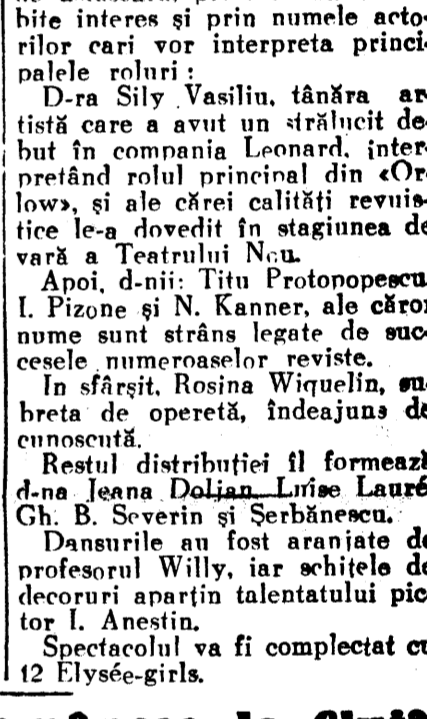 bite interes și prin numele acto-
rilor cari vor interpreta princi-
palele roluri :
D-ra Sily Vasiliu, tânăra ar-
tistă care a avut un strălucit de-
but în compania Leonard, inter-
pretând rolul principal din «Or-
low», și ale cărei calități revuis-
tice le-a dovedit în stagiunea de
vară a Teatrului Nou.
Apoi, d-nii: Titu Protopopescu,
I. Pizone și N. Kanner, ale căror
nume sunt strâns legate de suc-
cesele numeroaselor reviste.
In sfârșit, Rosina Wiquelin, su-
breta de operetă, îndeajuns de
cunoscută.
Restul distribuției îl formează
d-na Jeana Doljan Luise Lauré
Gh. B. Severin și Șerbănescu.
Dansurile au fost aranjate de
profesorul Willy, iar schițele de
decoruri aparțin talentatului pic-
tor I. Anestin.
Spectacolul va fi complectat cu
12 Elysée-girls.